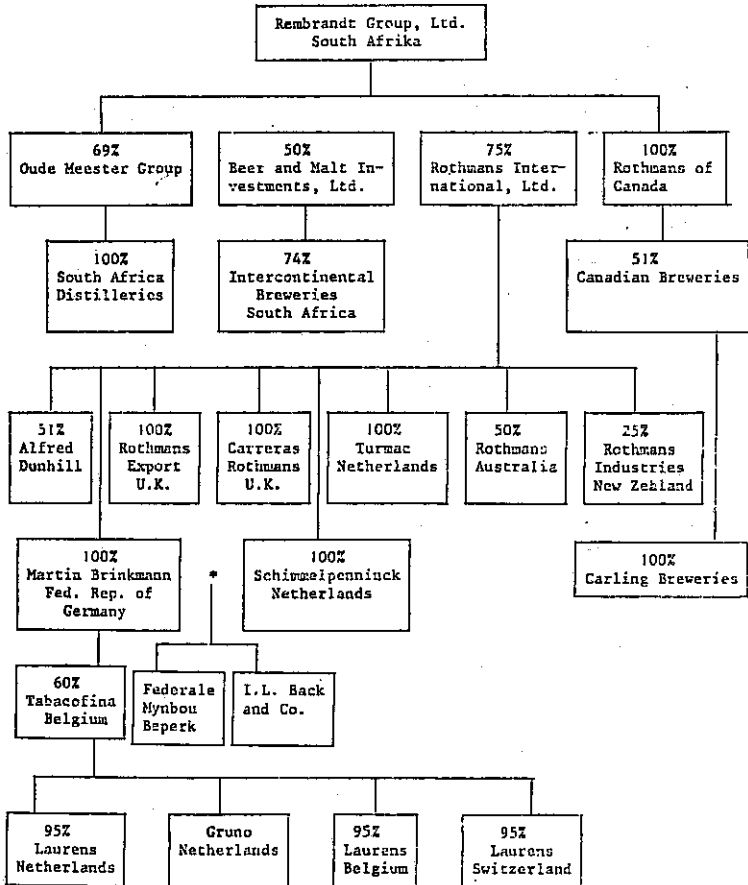 Rembrandt Group, Ltd.
South Afrika
69%
Oude Meester Group
50%
Beer and Malt In-
vestments, Ltd.
75%
Rothmans Inter-
national, Ltd.
100%
Rothmans of
Canada
100%
South Africa
Distilleries
74%
Intercontinental
Breweries
South Africa
51%
Canadian Breweries
51%
Alfred
Dunhill
100%
Rothmans
Export
U.K.
100%
Carreras
Rothmans
U.K.
100%
Turmac
Netherlands
50%
Rothmans
Australia
25%
Rothmans
Industries
New Zealand
100%
Martin Brinkmann
Fed. Rep. of
Germany
*
100%
Schimmelpenninck
Netherlands
100%
Carling Breweries
60%
Tabacofina
Belgium
Federale
Mynbou
Beperk
I.L. Back
and Co.
95%
Laurens
Netherlands
Gruno
Netherlands
95%
Laurens
Belgium
95%
Laurens
Switzerland